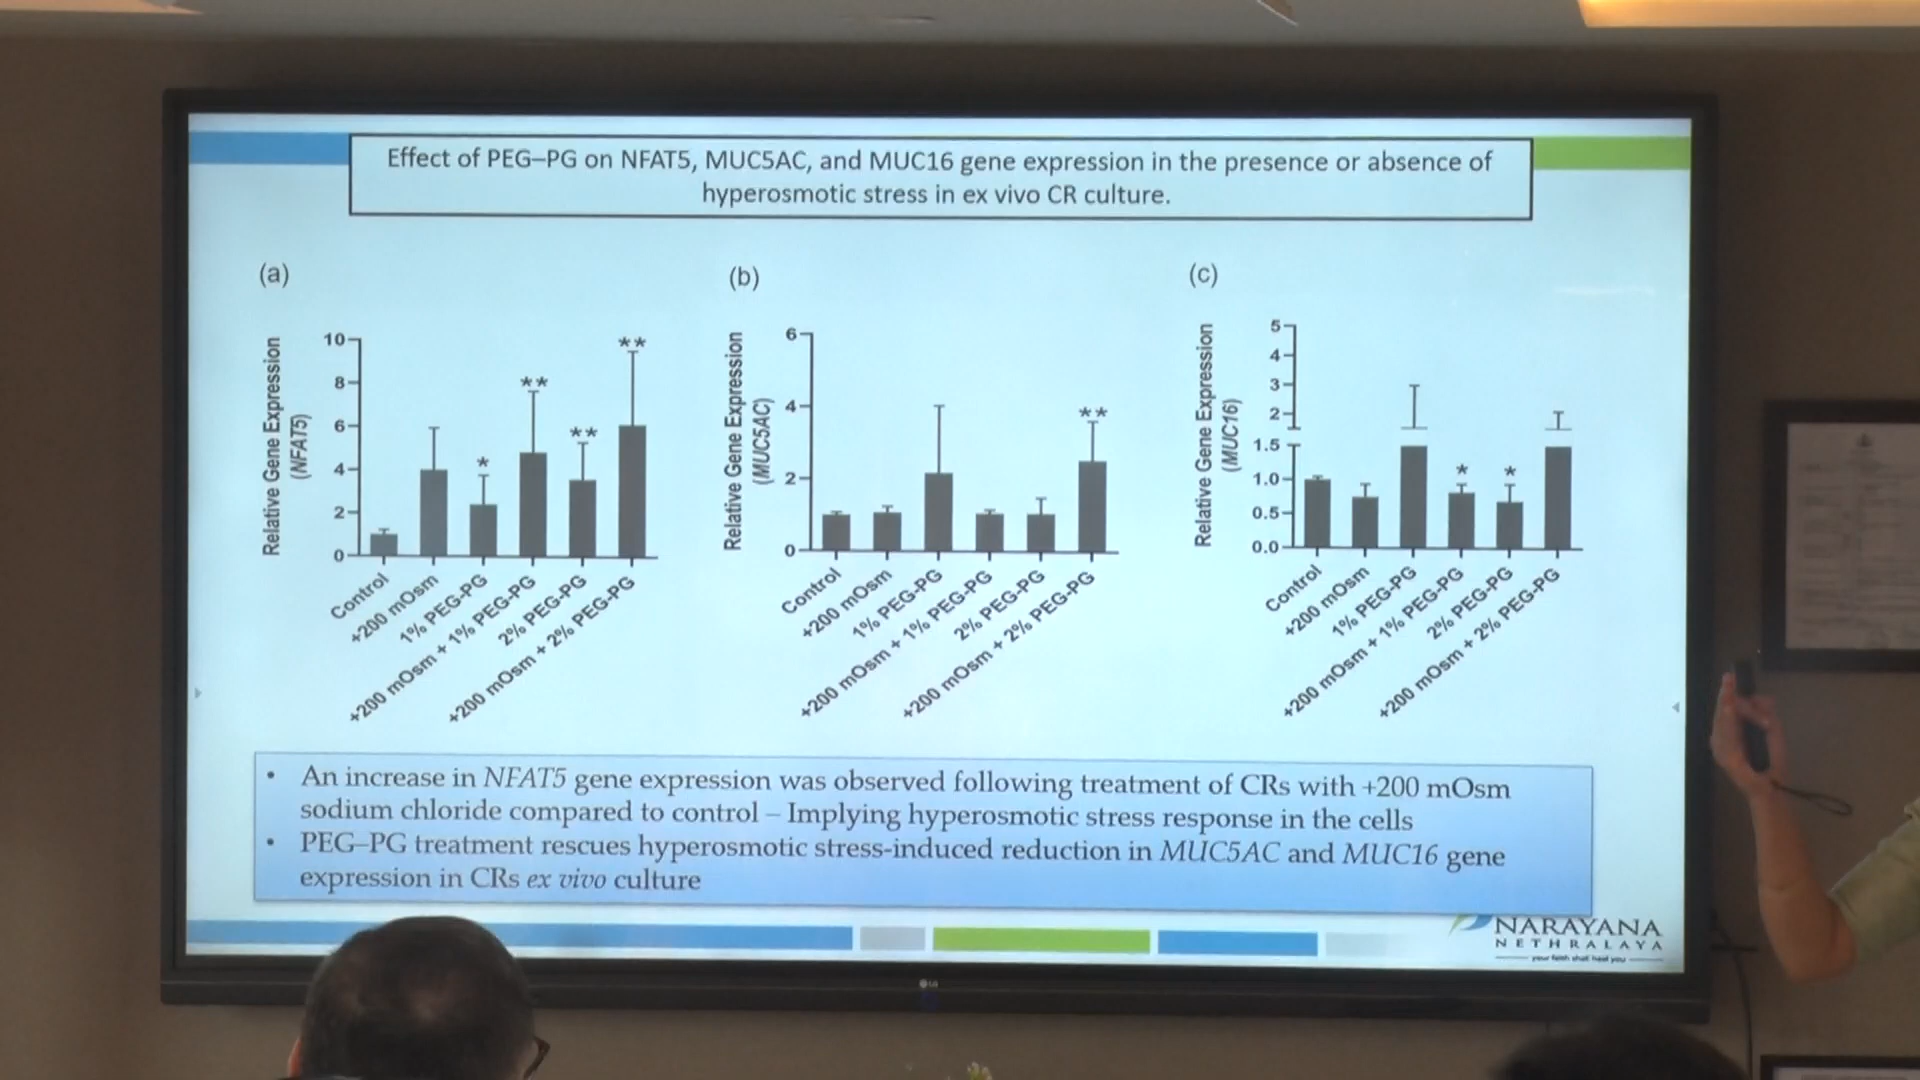 Effect of PEG–PG on NFAT5, MUC5AC, and MUC16 gene expression in the presence or absence of
hyperosmotic stress in ex vivo CR culture.
(a)
Relative Gene Expression
(NFAT5)
10
8
6
4
2
0
*
**
**
**
Control
+200 mOsm
1% PEG-PG
+200 mOsm + 1% PEG-PG
2% PEG-PG
+200 mOsm + 2% PEG-PG
(b)
Relative Gene Expression
(MUC5AC)
6
4
2
0
**
Control
+200 mOsm
1% PEG-PG
+200 mOsm + 1% PEG-PG
2% PEG-PG
+200 mOsm + 2% PEG-PG
(c)
Relative Gene Expression
(MUC16)
5
4
3
2
1.5
1.0
0.5
0.0
*
*
Control
+200 mOsm
1% PEG-PG
+200 mOsm + 1% PEG-PG
2% PEG-PG
+200 mOsm + 2% PEG-PG
• An increase in NFAT5 gene expression was observed following treatment of CRs with +200 mOsm
sodium chloride compared to control – Implying hyperosmotic stress response in the cells
• PEG–PG treatment rescues hyperosmotic stress-induced reduction in MUC5AC and MUC16 gene
expression in CRs ex vivo culture
NARAYANA
NETHRALAYA
your faith that heal you
LG